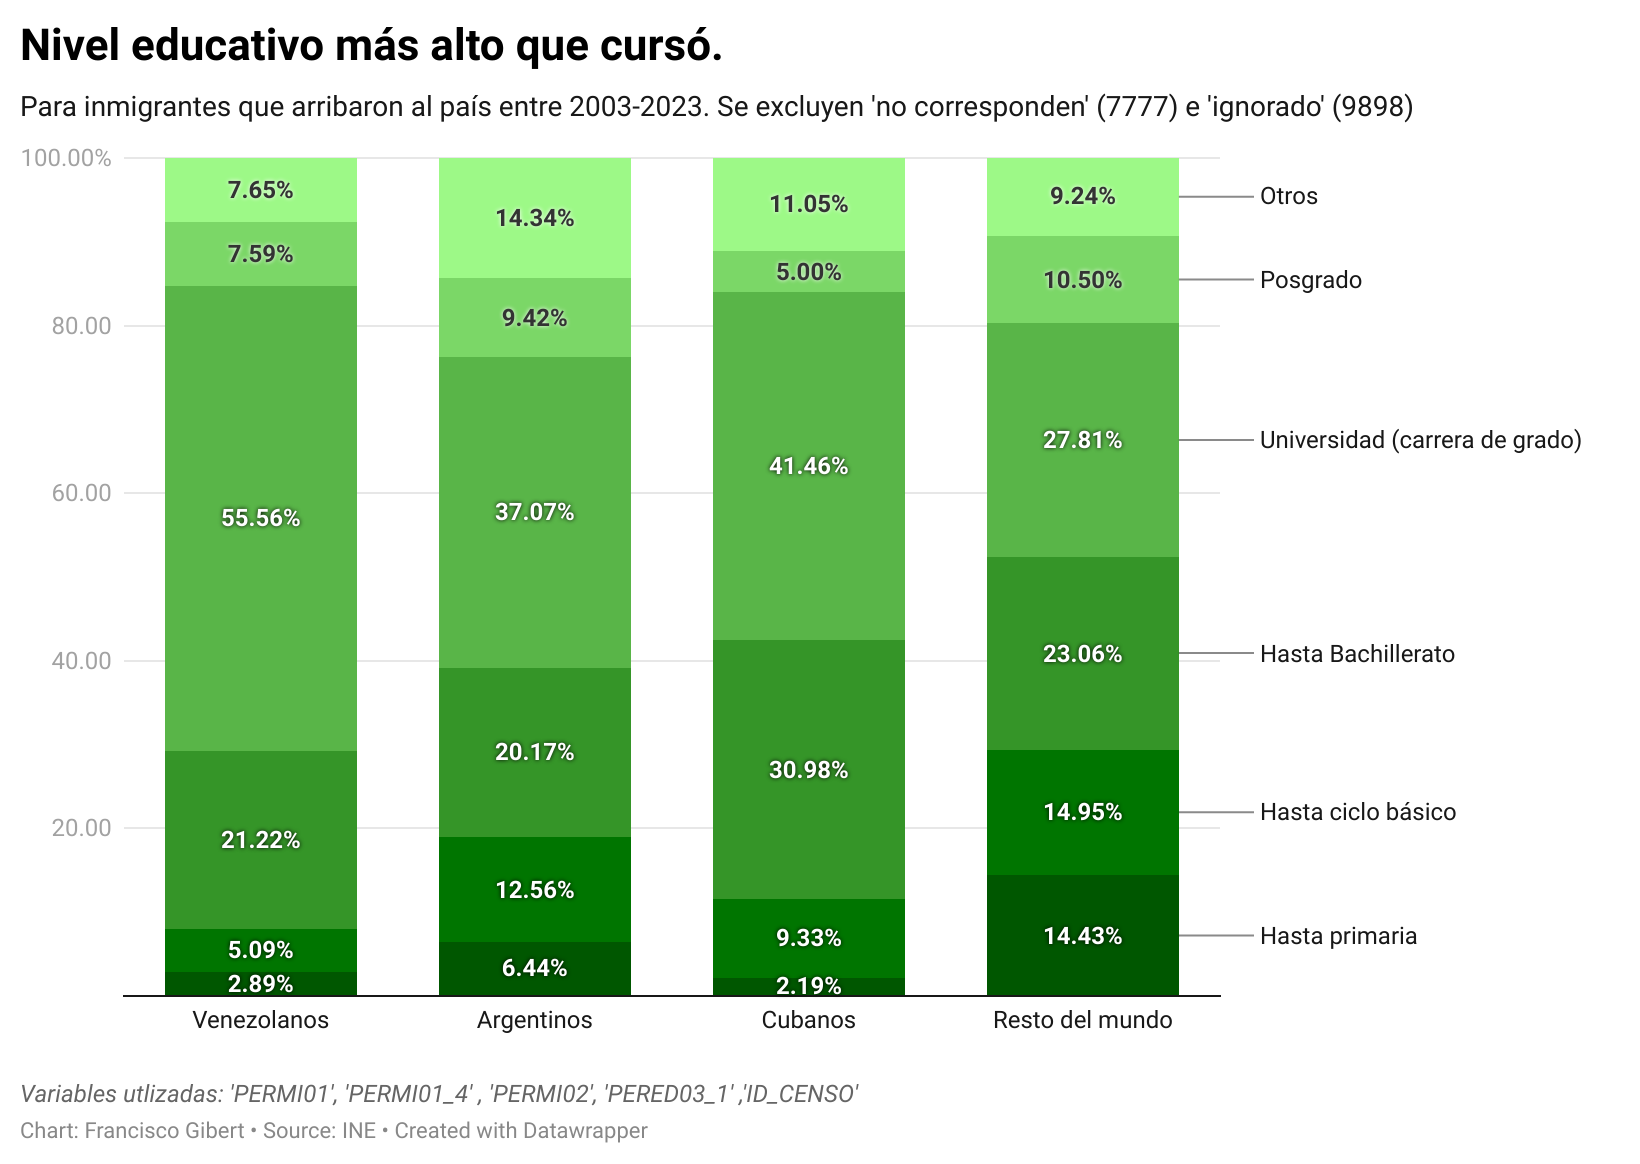 Nivel educativo más alto que cursó.
Para inmigrantes que arribaron al país entre 2003-2023. Se excluyen 'no corresponden' (7777) e 'ignorado' (9898)
100.00%
80.00
60.00
40.00
20.00
7.65%
7.59%
55.56%
21.22%
5.09%
2.89%
14.34%
9.42%
37.07%
20.17%
12.56%
6.44%
11.05%
5.00%
41.46%
30.98%
9.33%
2.19%
9.24%
10.50%
27.81%
23.06%
14.95%
14.43%
Otros
Posgrado
Universidad (carrera de grado)
Hasta Bachillerato
Hasta ciclo básico
Hasta primaria
Venezolanos
Argentinos
Cubanos
Resto del mundo
Variables utlizadas: 'PERMI01', 'PERMI01_4' , 'PERMI02', 'PERED03_1' ,'ID_CENSO'
Chart: Francisco Gibert • Source: INE • Created with Datawrapper